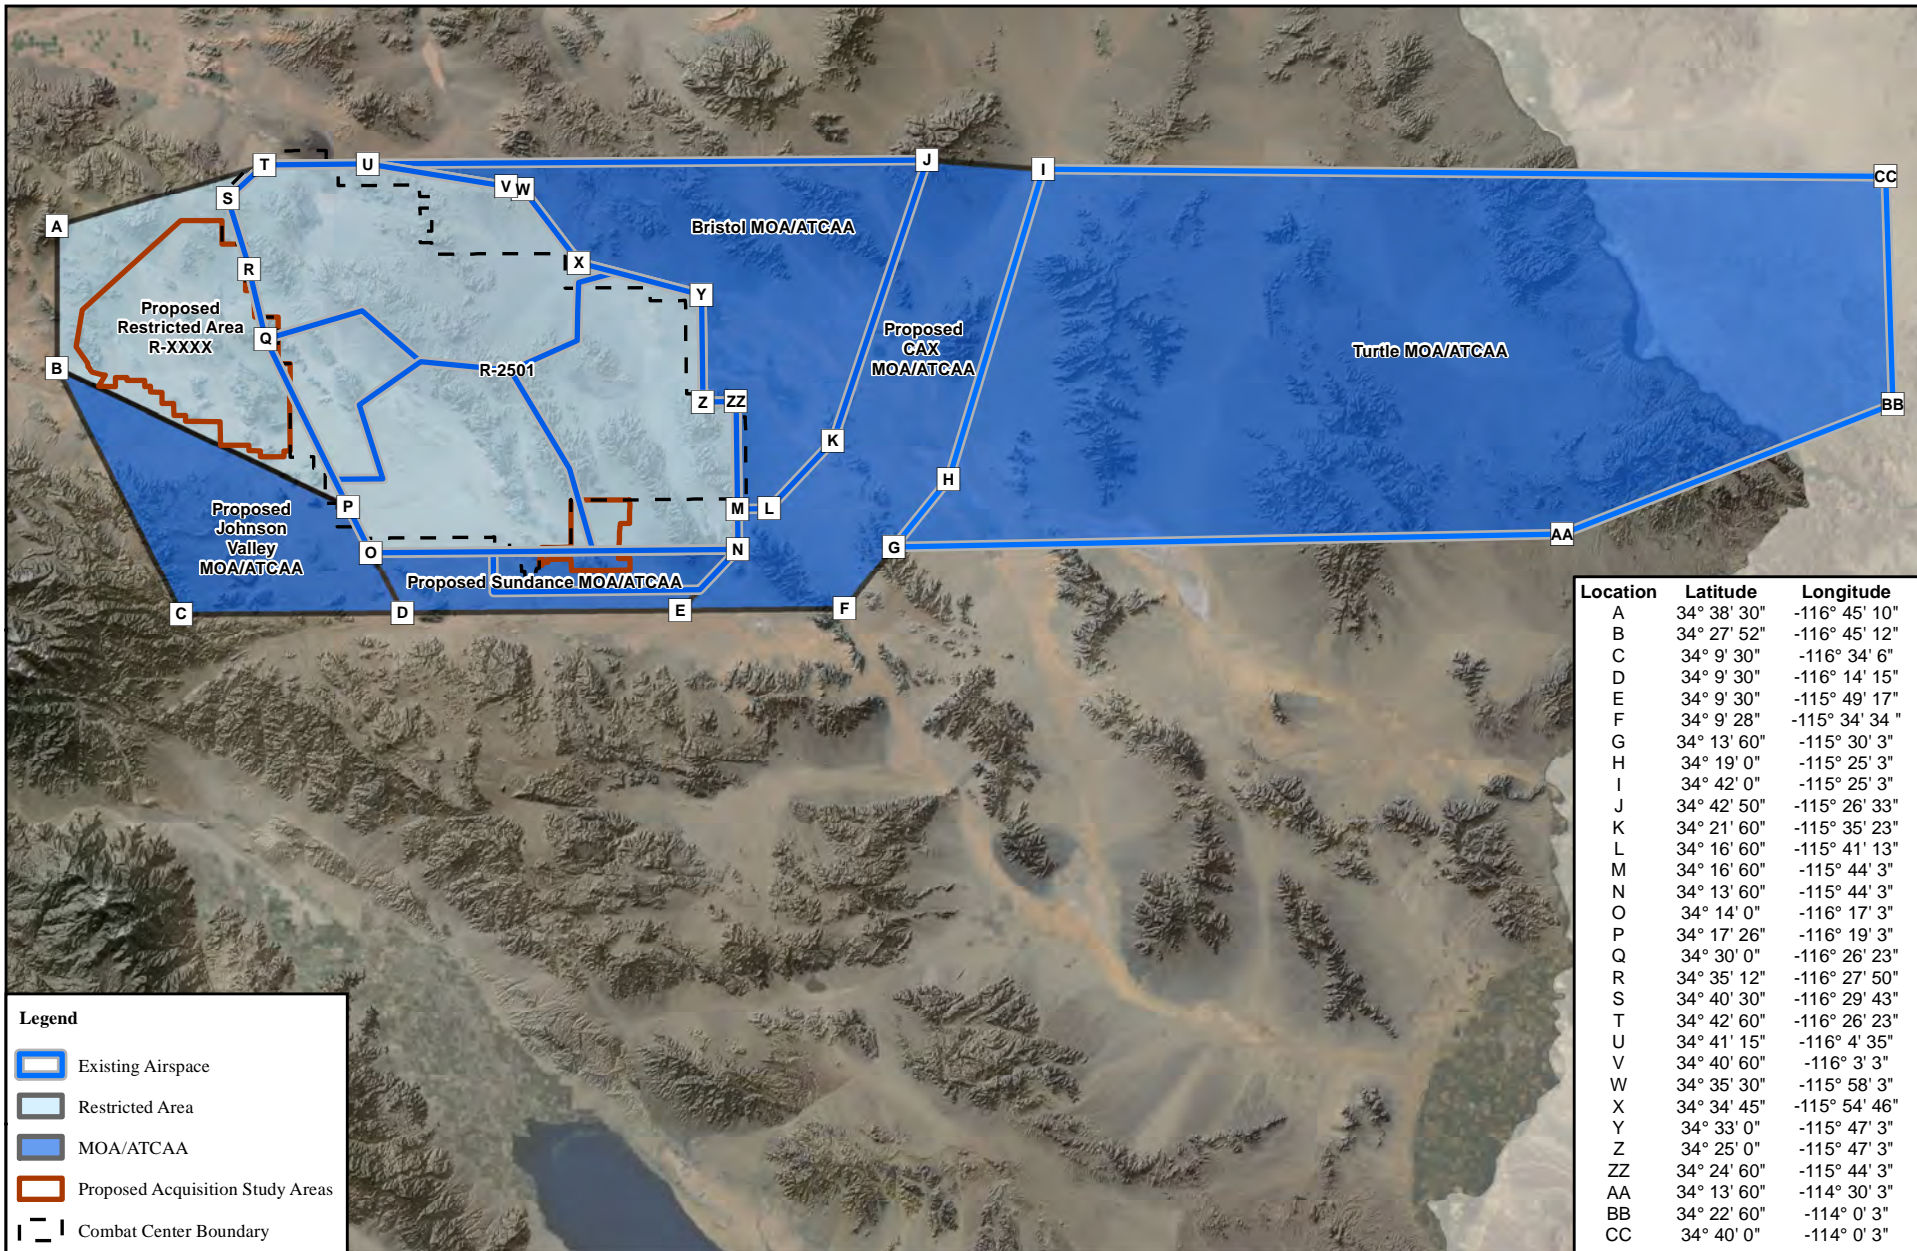 T
U
J
I
CC
V
W
S
A
Bristol MOA/ATCAA
X
R
Y
Proposed
Restricted Area
R-XXXX
Q
Proposed
CAX
MOA/ATCAA
Turtle MOA/ATCAA
B
R-2501
Z
ZZ
BB
K
H
P
M
L
Proposed
Johnson
Valley
MOA/ATCAA
O
N
G
AA
Proposed Sundance MOA/ATCAA
C
D
E
F
Location Latitude Longitude
A 34° 38' 30" -116° 45' 10"
B 34° 27' 52" -116° 45' 12"
C 34° 9' 30" -116° 34' 6"
D 34° 9' 30" -116° 14' 15"
E 34° 9' 30" -115° 49' 17"
F 34° 9' 28" -115° 34' 34 "
G 34° 13' 60" -115° 30' 3"
H 34° 19' 0" -115° 25' 3"
I 34° 42' 0" -115° 25' 3"
J 34° 42' 50" -115° 26' 33"
K 34° 21' 60" -115° 35' 23"
L 34° 16' 60" -115° 41' 13"
M 34° 16' 60" -115° 44' 3"
N 34° 13' 60" -115° 44' 3"
O 34° 14' 0" -116° 17' 3"
P 34° 17' 26" -116° 19' 3"
Q 34° 30' 0" -116° 26' 23"
R 34° 35' 12" -116° 27' 50"
S 34° 40' 30" -116° 29' 43"
T 34° 42' 60" -116° 26' 23"
U 34° 41' 15" -116° 4' 35"
V 34° 40' 60" -116° 3' 3"
W 34° 35' 30" -115° 58' 3"
X 34° 34' 45" -115° 54' 46"
Y 34° 33' 0" -115° 47' 3"
Z 34° 25' 0" -115° 47' 3"
ZZ 34° 24' 60" -115° 44' 3"
AA 34° 13' 60" -114° 30' 3"
BB 34° 22' 60" -114° 0' 3"
CC 34° 40' 0" -114° 0' 3"
Legend
Existing Airspace
Restricted Area
MOA/ATCAA
Proposed Acquisition Study Areas
Combat Center Boundary